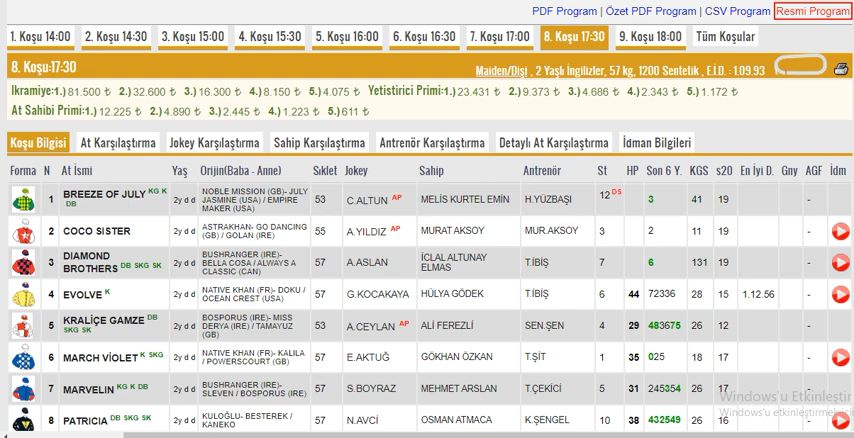 PDF Program | Özet PDF Program | CSV Program | Resmi Program
1. Koşu 14:00 2. Koşu 14:30 3. Koşu 15:00 4. Koşu 15:30 5. Koşu 16:00 6. Koşu 16:30 7. Koşu 17:00 8. Koşu 17:30 9. Koşu 18:00 Tüm Koşular
8. Koşu:17:30 Maiden/Dişi , 2 Yaşlı İngilizler, 57 kg, 1200 Sentetik , E.İ.D. : 1.09.93
Ikramiye:1.) 81.500 ₺ 2.) 32.600 ₺ 3.) 16.300 ₺ 4.) 8.150 ₺ 5.) 4.075 ₺ Yetistirici Primi:1.) 23.431 ₺ 2.) 9.373 ₺ 3.) 4.686 ₺ 4.) 2.343 ₺ 5.) 1.172 ₺
At Sahibi Primi:1.) 12.225 ₺ 2.) 4.890 ₺ 3.) 2.445 ₺ 4.) 1.223 ₺ 5.) 611 ₺
Koşu Bilgisi At Karşılaştırma Jokey Karşılaştırma Sahip Karşılaştırma Antrenör Karşılaştırma Detaylı At Karşılaştırma İdman Bilgileri
Forma N At İsmi Yaş Orijin(Baba - Anne) Sıklet Jokey Sahip Antrenör St HP Son 6 Y. KGS s20 En İyi D. Gny AGF İdm
1 BREEZE OF JULY KG K DB 2y d d NOBLE MISSION (GB)- JULY JASMINE (USA) / EMPIRE MAKER (USA) 53 C.ALTUN AP MELİS KURTEL EMİN H.YÜZBAŞI 12 DS 3 41 19 -
2 COCO SISTER 2y d d ASTRAKHAN- GO DANCING (GB) / GOLAN (IRE) 55 A.YILDIZ AP MURAT AKSOY MUR.AKSOY 3 2 11 19 -
3 DIAMOND BROTHERS DB SKG SK 2y d d BUSHRANGER (IRE)- BELLA COSA / ALWAYS A CLASSIC (CAN) 57 A.ASLAN İCLAL ALTUNAY ELMAS T.İBİŞ 7 6 131 19 -
4 EVOLVE K 2y d d NATIVE KHAN (FR)- DOKU / OCEAN CREST (USA) 57 G.KOCAKAYA HÜLYA GÖDEK T.İBİŞ 6 44 72336 28 15 1.12.56 -
5 KRALİÇE GAMZE DB SKG SK 2y d d BOSPORUS (IRE)- MISS DERYA (IRE) / TAMAYUZ (GB) 53 A.CEYLAN AP ALİ FEREZLİ SEN.ŞEN 4 29 483675 26 12 -
6 MARCH VİOLET K SKG 2y d d NATIVE KHAN (FR)- KALILA / POWERSCOURT (GB) 57 E.AKTUĞ GÖKHAN ÖZKAN T.ŞİT 1 35 025 18 17 -
7 MARVELIN KG K DB 2y d d BUSHRANGER (IRE)- SLEVEN / BOSPORUS (IRE) 57 S.BOYRAZ MEHMET ARSLAN T.ÇEKİCİ 5 31 245354 26 17 -
8 PATRICIA DB SKG SK 2y d d KULOĞLU- BESTEREK / KANEKO 57 N.AVCİ OSMAN ATMACA K.ŞENGEL 10 38 432549 26 16 -
Windows'u Etkinleştir
Windows'u etkinleştirmek iç